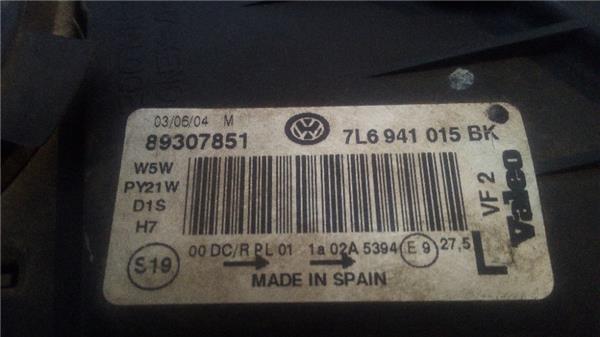 03/06/04 M
89307851
7L6 941 015 BK
W5W
PY21W
D1S
H7
S19
00 DC/R PL 01 1a 02A 5394 E9 27,5
MADE IN SPAIN
L
VF 2
Valeo